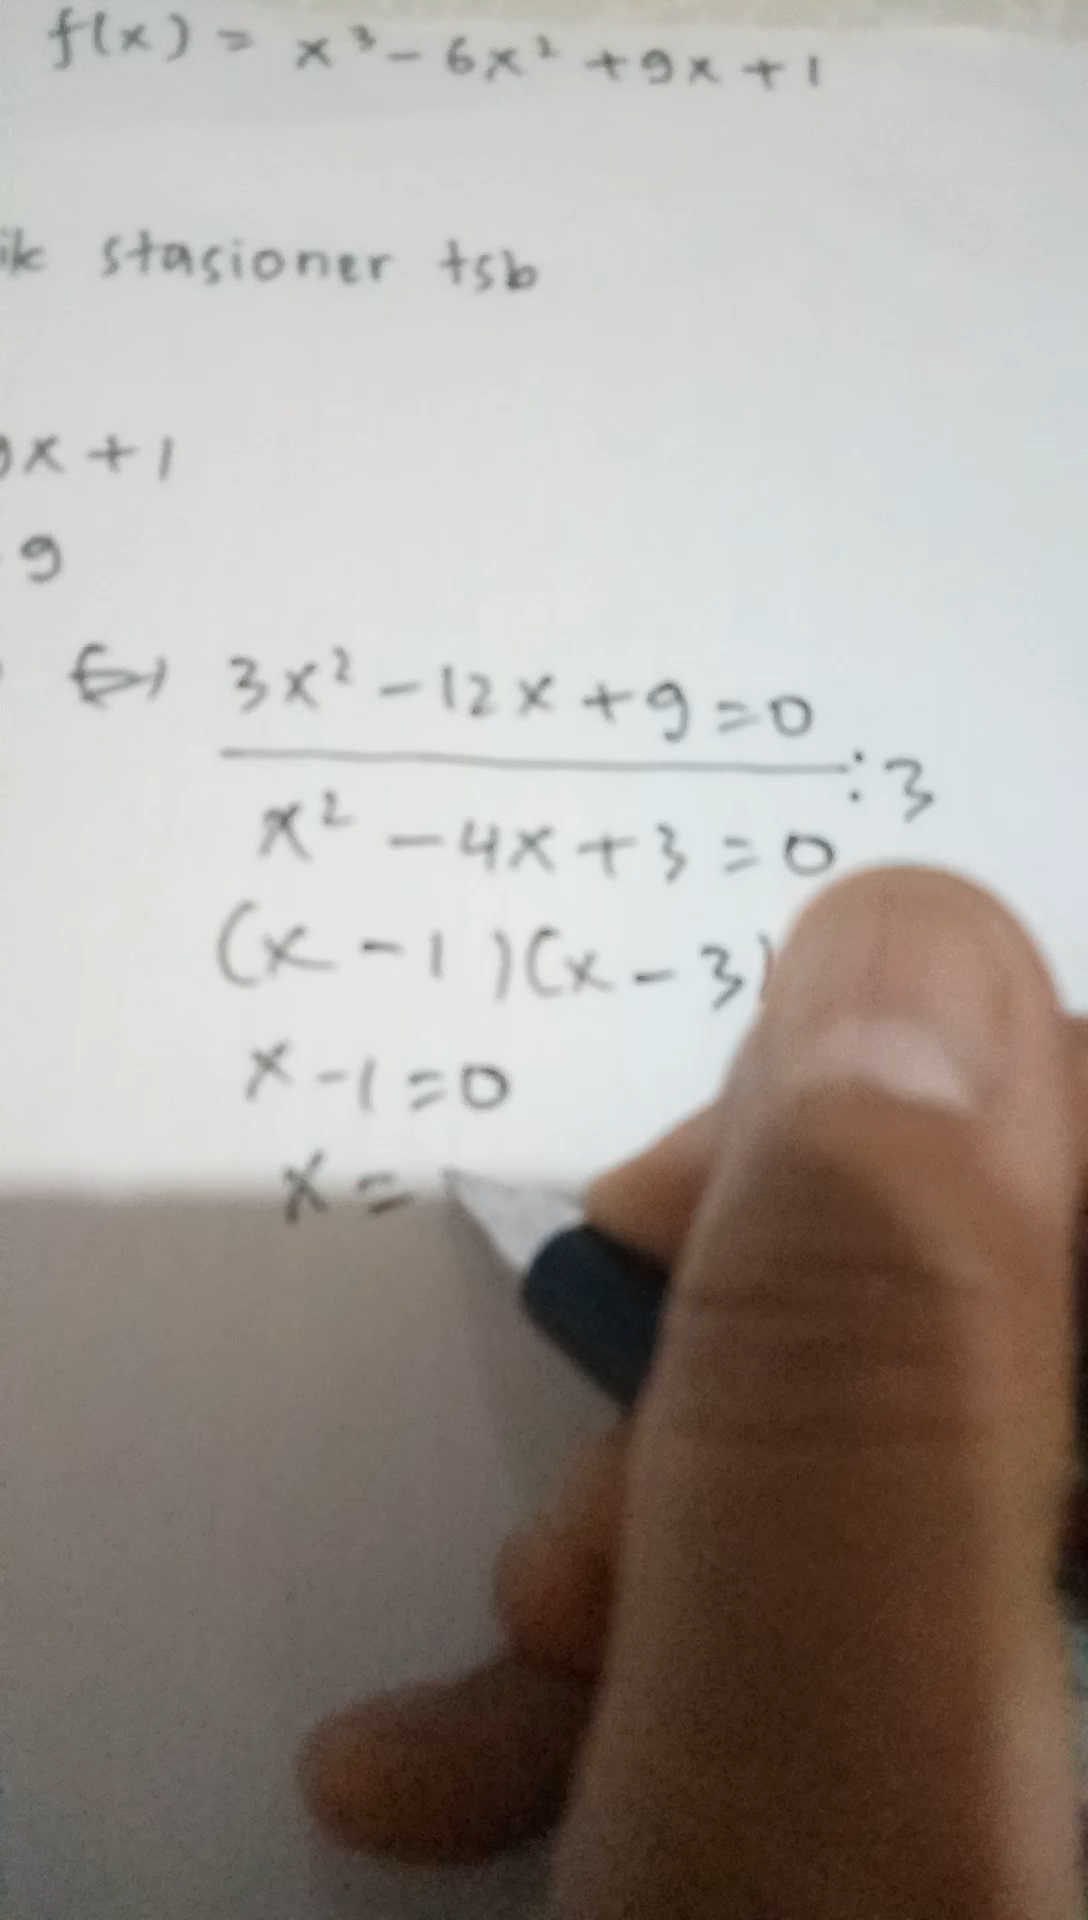 f(x) = x³ - 6x² + 9x + 1
ik stasioner tsb
9x + 1
9
⇔ 3x² - 12x + 9 = 0
: 3
x² - 4x + 3 = 0
(x - 1)(x - 3)
x - 1 = 0
x =